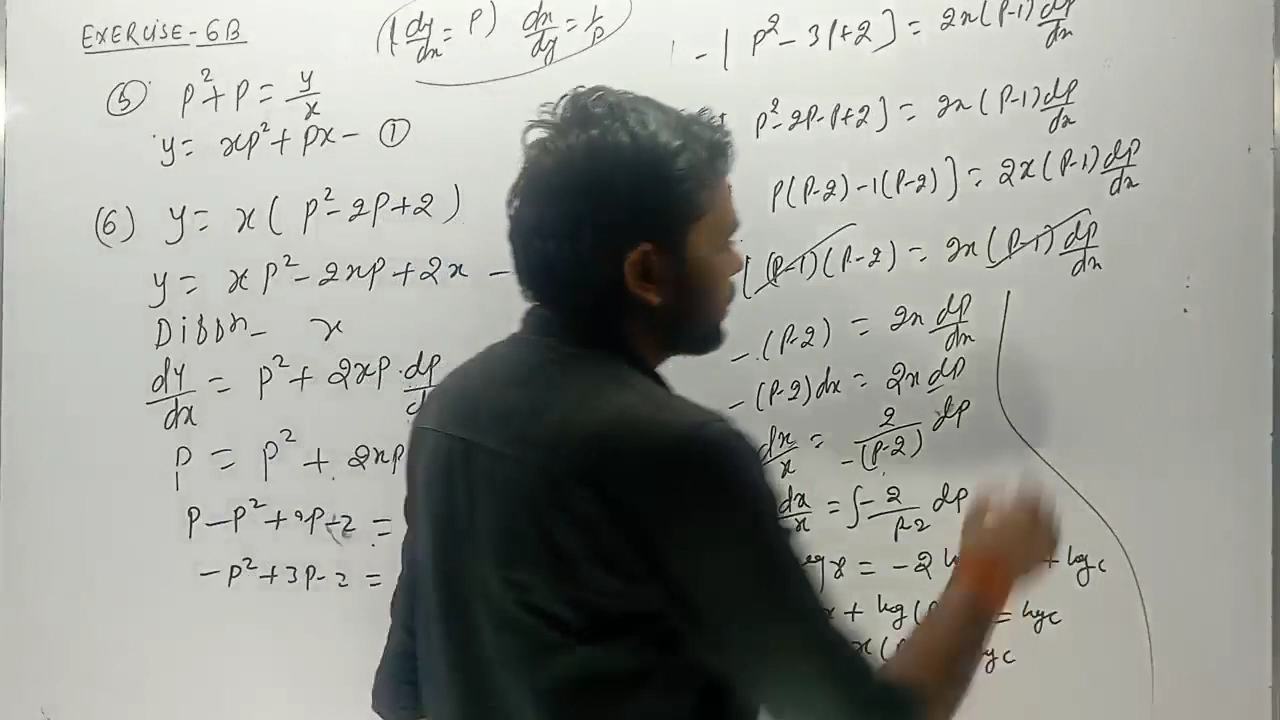 EXERCISE-6B
(dy/dx = P) dx/dy = 1/P
(5) P²+P = y/x
y = xP²+Px - ①
(6) y = x(P²-2P+2)
y = xP²-2xP+2x -
Diff.
x
dy/dx = P²+2xP.dp/
P = P²+2xP
P-P²+2P-2 =
-P²+3P-2 =
-[P²-3P+2] = 2x(P-1)dp/dx
P²-2P-P+2] = 2x(P-1)dp/dx
P(P-2)-1(P-2)] = 2x(P-1)dp/dx
[(P-1)(P-2) = 2x(P-1)dp/dx
-(P-2) = 2x dp/dx
-(P-2)dx = 2x dp
dx/x = 2/-(P-2) dp
dx/x = ∫-2/P-2 dp
log x = -2 + log c
x + log( = log c
x(